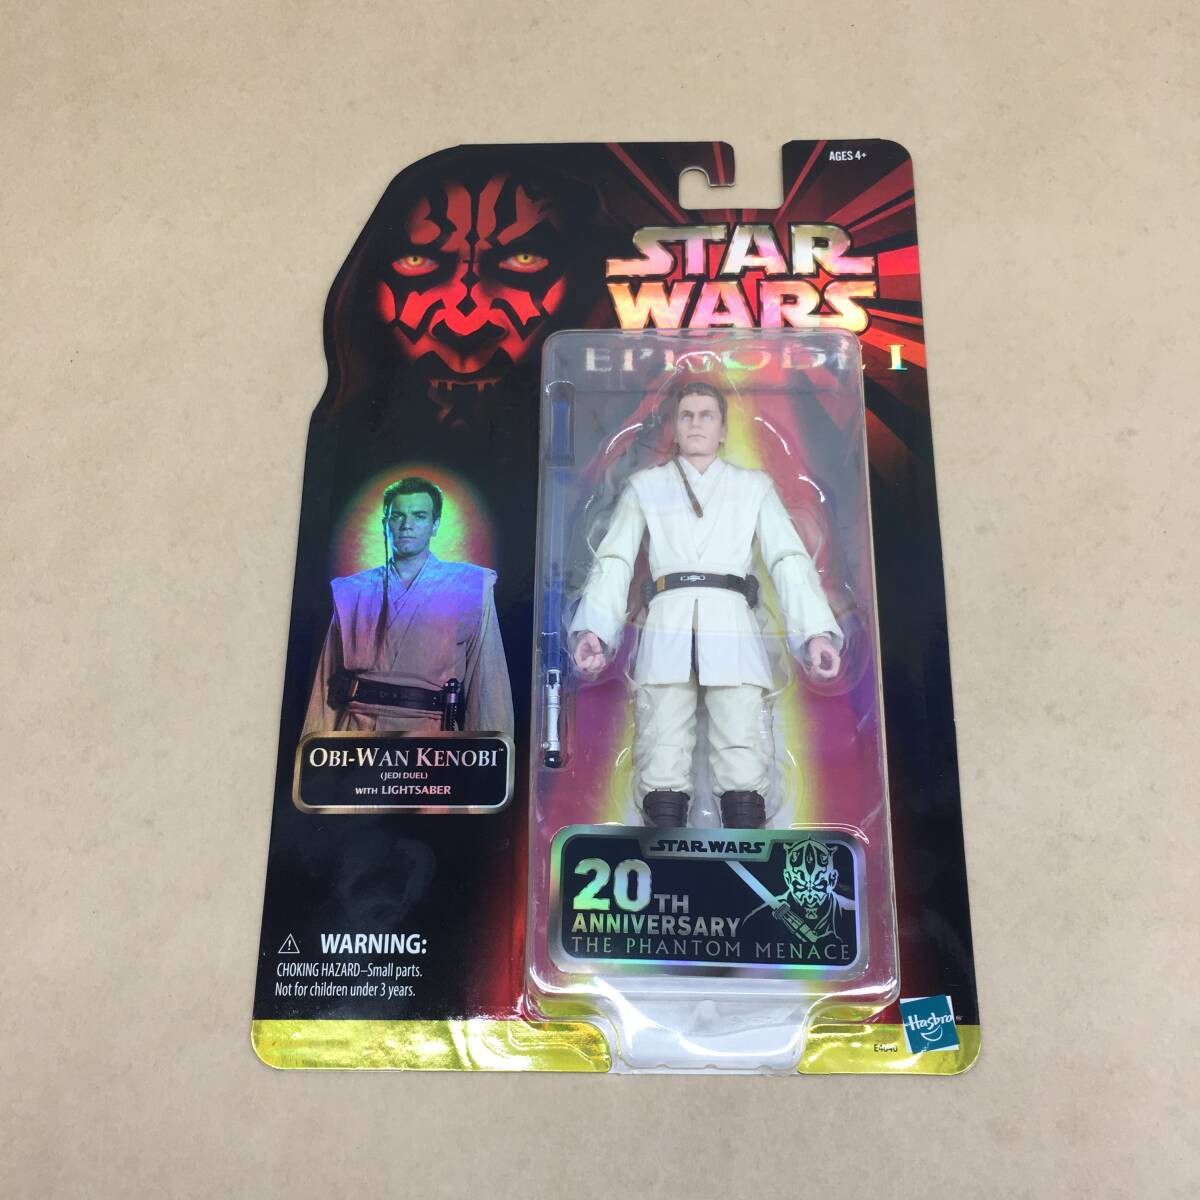 AGES 4+
STAR
WARS
EPISODE I
OBI-WAN KENOBI™
(JEDI DUEL)
WITH LIGHTSABER
STAR WARS
20TH
ANNIVERSARY
THE PHANTOM MENACE
⚠ WARNING:
CHOKING HAZARD–Small parts.
Not for children under 3 years.
Hasbro